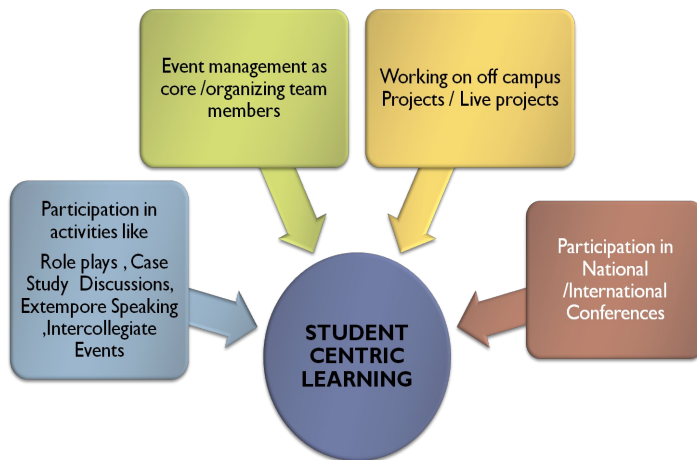 Event management as
core /organizing team
members
Working on off campus
Projects / Live projects
Participation in
activities like
Role plays , Case
Study Discussions,
Extempore Speaking
,Intercollegiate
Events
Participation in
National
/International
Conferences
STUDENT
CENTRIC
LEARNING